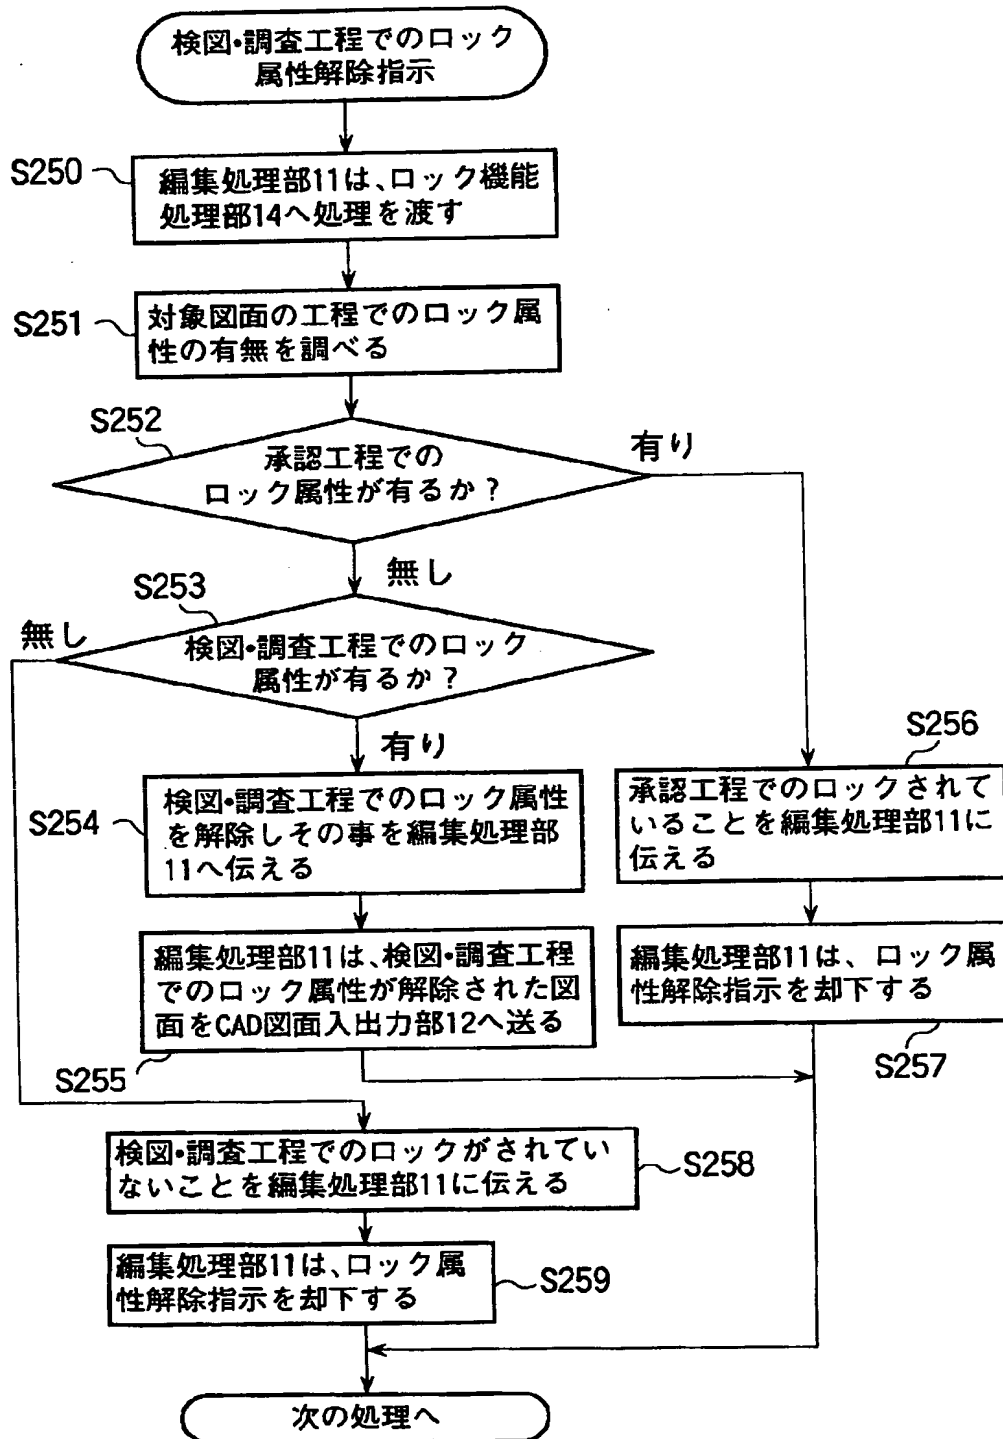 検図・調査工程でのロック
属性解除指示
S250
編集処理部11は、ロック機能
処理部14へ処理を渡す
S251
対象図面の工程でのロック属
性の有無を調べる
S252
承認工程での
ロック属性が有るか？
有り
無し
S253
無し
検図・調査工程でのロック
属性が有るか？
有り
S254
検図・調査工程でのロック属性
を解除しその事を編集処理部
11へ伝える
S256
承認工程でのロックされて
いることを編集処理部11に
伝える
編集処理部11は、検図・調査工程
でのロック属性が解除された図
面をCAD図面入出力部12へ送る
S255
編集処理部11は、ロック属
性解除指示を却下する
S257
検図・調査工程でのロックがされてい
ないことを編集処理部11に伝える
S258
編集処理部11は、ロック属
性解除指示を却下する
S259
次の処理へ